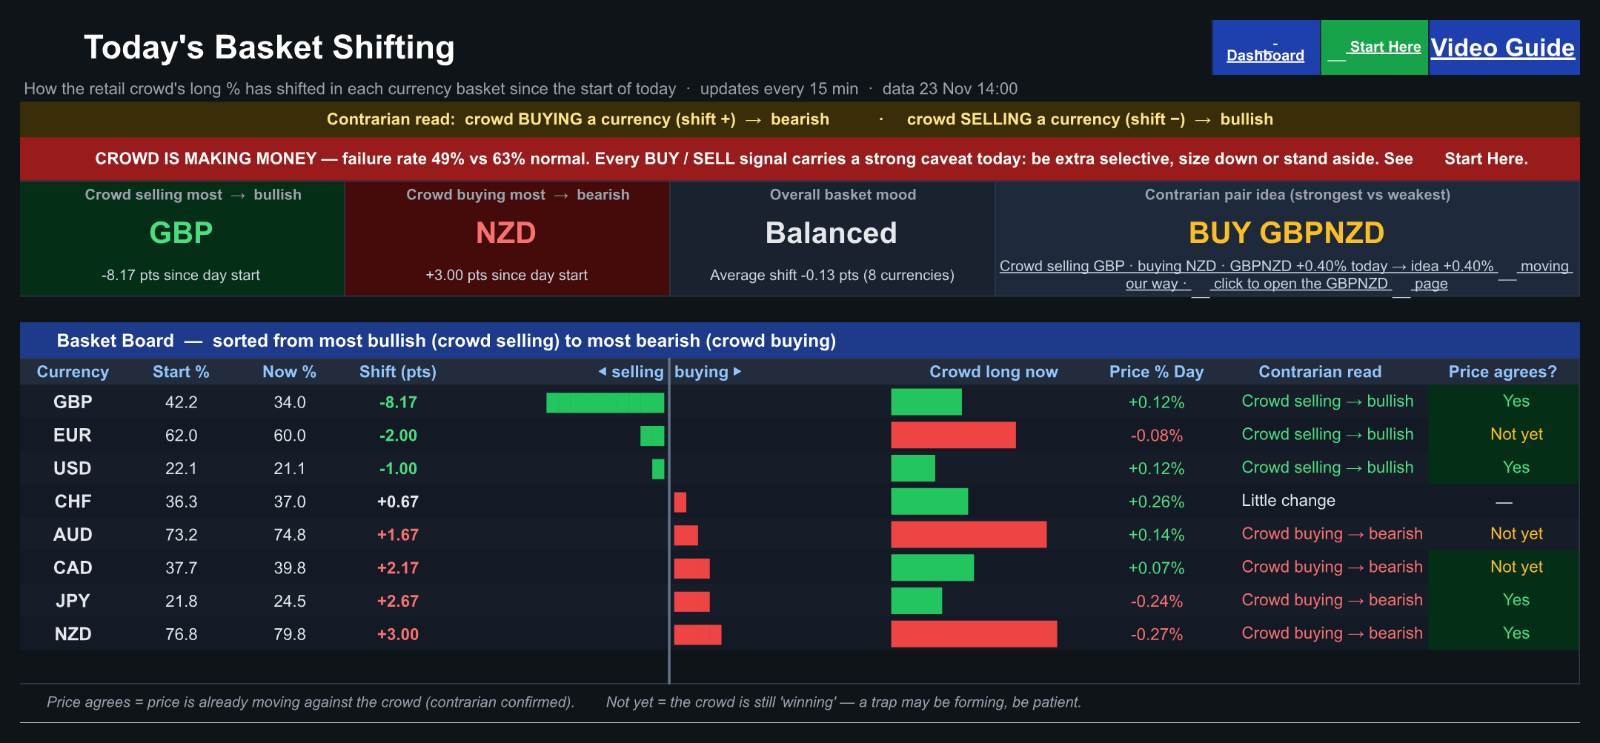 Today's Basket Shifting
Dashboard
Start Here
Video Guide
How the retail crowd's long % has shifted in each currency basket since the start of today · updates every 15 min · data 23 Nov 14:00
Contrarian read: crowd BUYING a currency (shift +) → bearish · crowd SELLING a currency (shift −) → bullish
CROWD IS MAKING MONEY — failure rate 49% vs 63% normal. Every BUY / SELL signal carries a strong caveat today: be extra selective, size down or stand aside. See Start Here.
Crowd selling most → bullish
GBP
-8.17 pts since day start
Crowd buying most → bearish
NZD
+3.00 pts since day start
Overall basket mood
Balanced
Average shift -0.13 pts (8 currencies)
Contrarian pair idea (strongest vs weakest)
BUY GBPNZD
Crowd selling GBP · buying NZD · GBPNZD +0.40% today → idea +0.40% moving
our way · click to open the GBPNZD page
Basket Board — sorted from most bullish (crowd selling) to most bearish (crowd buying)
Currency Start % Now % Shift (pts) ◄ selling buying ► Crowd long now Price % Day Contrarian read Price agrees?
GBP 42.2 34.0 -8.17 +0.12% Crowd selling → bullish Yes
EUR 62.0 60.0 -2.00 -0.08% Crowd selling → bullish Not yet
USD 22.1 21.1 -1.00 +0.12% Crowd selling → bullish Yes
CHF 36.3 37.0 +0.67 +0.26% Little change —
AUD 73.2 74.8 +1.67 +0.14% Crowd buying → bearish Not yet
CAD 37.7 39.8 +2.17 +0.07% Crowd buying → bearish Not yet
JPY 21.8 24.5 +2.67 -0.24% Crowd buying → bearish Yes
NZD 76.8 79.8 +3.00 -0.27% Crowd buying → bearish Yes
Price agrees = price is already moving against the crowd (contrarian confirmed). Not yet = the crowd is still 'winning' — a trap may be forming, be patient.